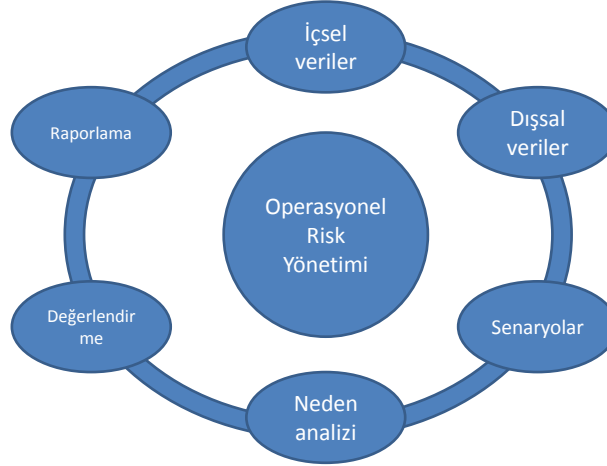 İçsel
veriler
Dışsal
veriler
Senaryolar
Neden
analizi
Değerlendir
me
Raporlama
Operasyonel
Risk
Yönetimi